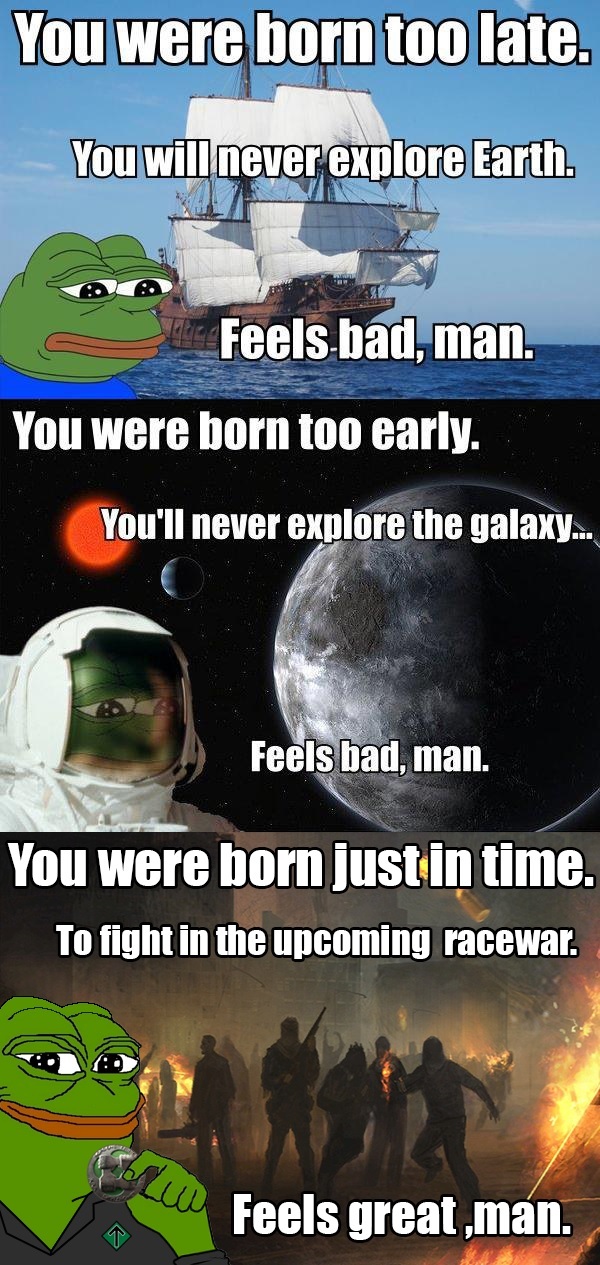 You were born too late.
You will never explore Earth.
Feels bad, man.
You were born too early.
You'll never explore the galaxy...
Feels bad, man.
You were born just in time.
To fight in the upcoming racewar.
Feels great ,man.